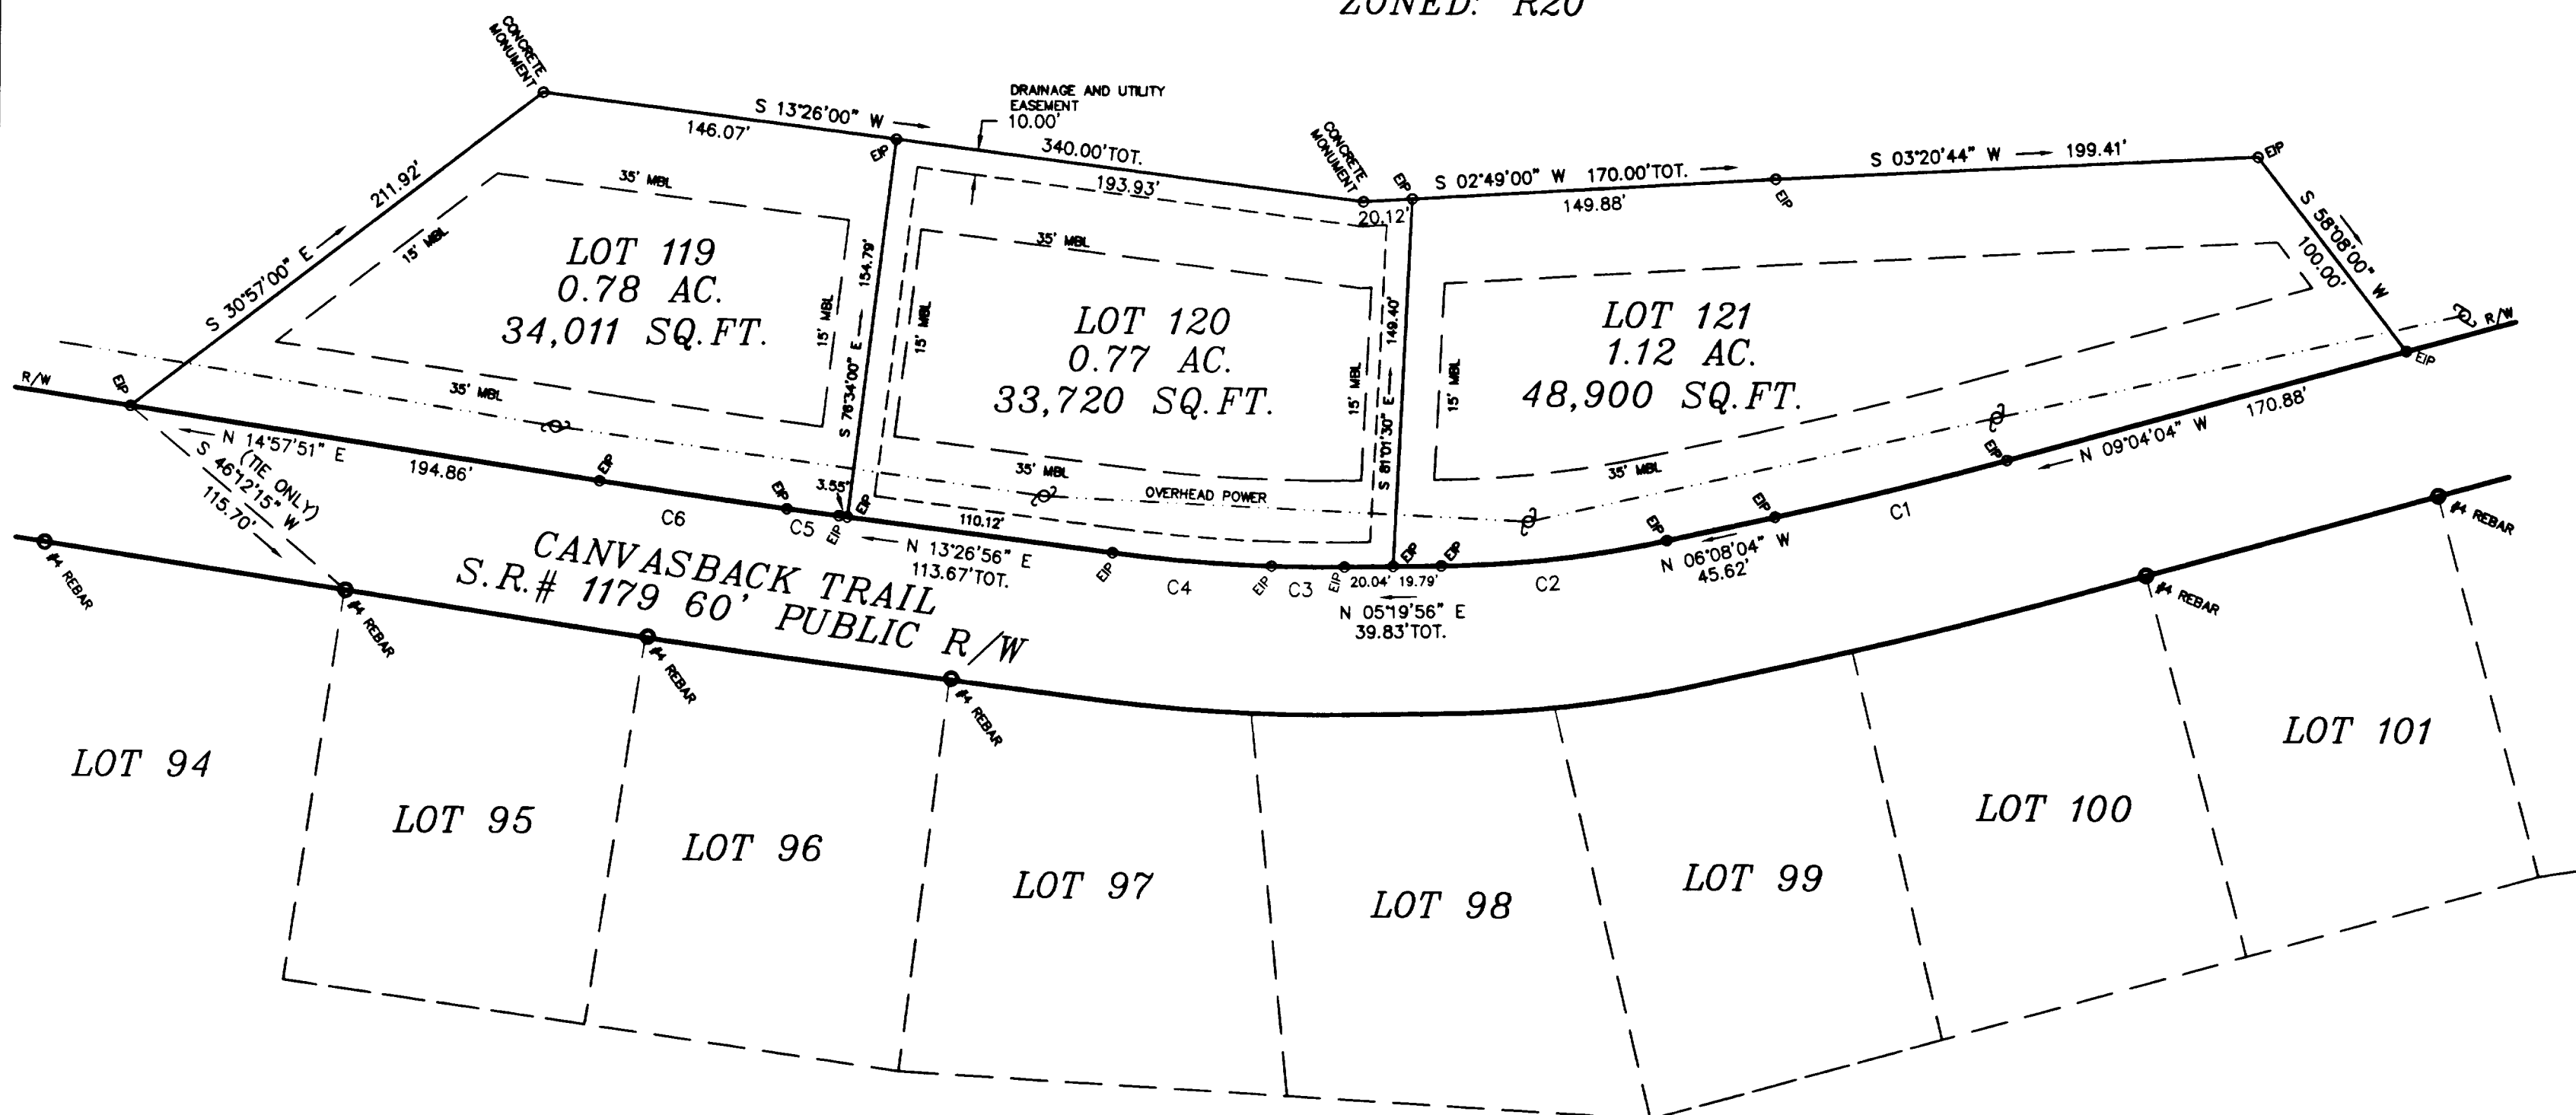 ZONED: R20
CONCRETE
MONUMENT
S 13°26'00" W
146.07'
DRAINAGE AND UTILITY
EASEMENT
10.00'
340.00'TOT.
193.93'
CONCRETE
MONUMENT
EIP
EIP
20.12'
S 02°49'00" W 170.00'TOT.
149.88'
EIP
S 03°20'44" W 199.41'
EIP
S 58°08'00" W
100.00'
211.92'
S 30°57'00" E
35' MBL
15' MBL
LOT 119
0.78 AC.
34,011 SQ.FT.
15' MBL
35' MBL
S 76°34'00" E
154.79'
35' MBL
15' MBL
LOT 120
0.77 AC.
33,720 SQ.FT.
15' MBL
35' MBL
OVERHEAD POWER
S 81°01'30" E
149.40'
15' MBL
LOT 121
1.12 AC.
48,900 SQ.FT.
35' MBL
R/W
EIP
R/W
EIP
N 14°57'51" E
194.86'
(TIE ONLY)
S 46°12'15" W
115.70'
EIP
C6
EIP
C5
3.55'
EIP
EIP
110.12'
N 13°26'56" E
113.67'TOT.
EIP
C4
EIP
C3
EIP
20.04'
EIP
19.79'
EIP
N 05°19'56" E
39.83'TOT.
C2
EIP
N 06°08'04" W
45.62'
EIP
C1
EIP
N 09°04'04" W
170.88'
CANVASBACK TRAIL
S.R.# 1179 60' PUBLIC R/W
#4 REBAR
#4 REBAR
#4 REBAR
#4 REBAR
#4 REBAR
#4 REBAR
LOT 94
LOT 95
LOT 96
LOT 97
LOT 98
LOT 99
LOT 100
LOT 101